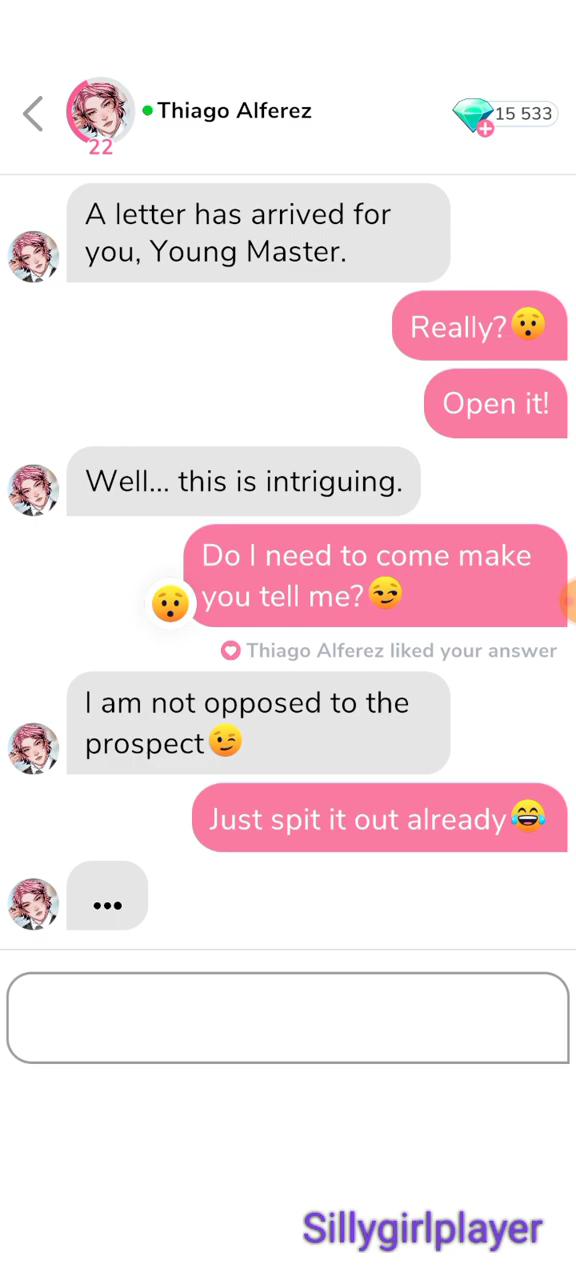 Thiago Alferez
15 533
22
A letter has arrived for
you, Young Master.
Really?😯
Open it!
Well... this is intriguing.
Do I need to come make
you tell me?😏
Thiago Alferez liked your answer
I am not opposed to the
prospect😉
Just spit it out already😂
...
Sillygirlplayer